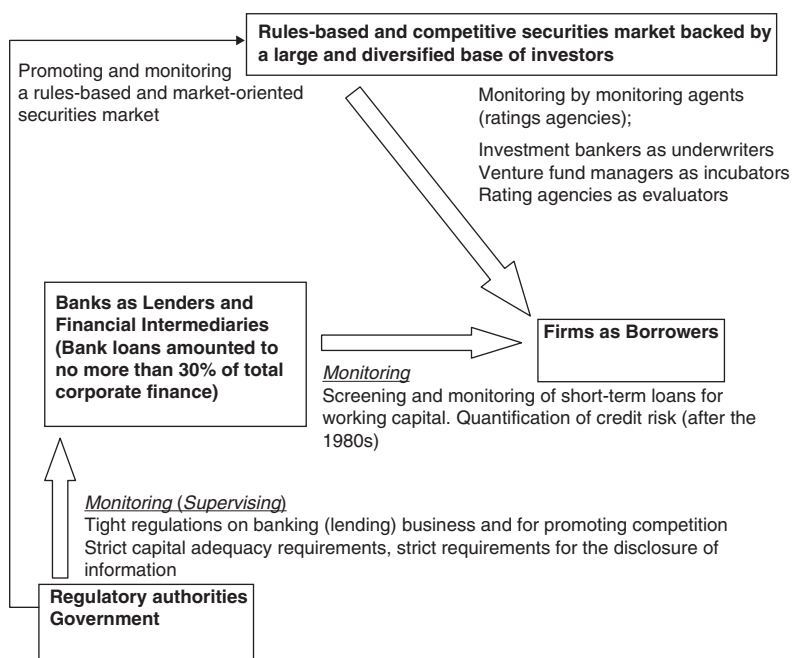 Rules-based and competitive securities market backed by
a large and diversified base of investors
Promoting and monitoring
a rules-based and market-oriented
securities market
Monitoring by monitoring agents
(ratings agencies);
Investment bankers as underwriters
Venture fund managers as incubators
Rating agencies as evaluators
Banks as Lenders and
Financial Intermediaries
(Bank loans amounted to
no more than 30% of total
corporate finance)
Firms as Borrowers
Monitoring
Screening and monitoring of short-term loans for
working capital. Quantification of credit risk (after the
1980s)
Monitoring (Supervising)
Tight regulations on banking (lending) business and for promoting competition
Strict capital adequacy requirements, strict requirements for the disclosure of
information
Regulatory authorities
Government